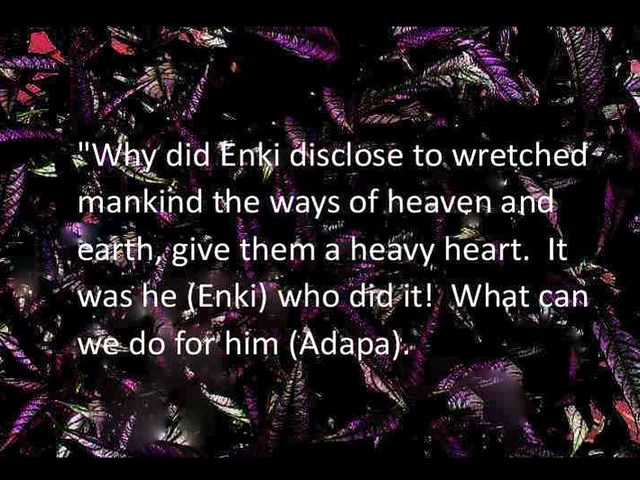 "Why did Enki disclose to wretched
mankind the ways of heaven and
earth, give them a heavy heart.  It
was he (Enki) who did it!  What can
we do for him (Adapa).